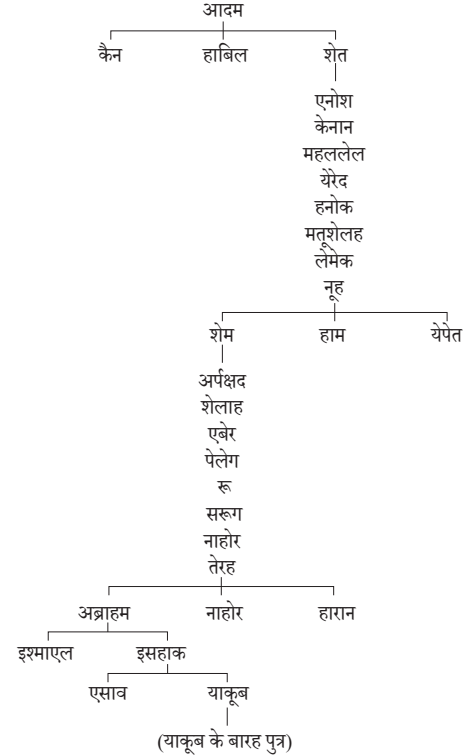 आदम
कैन हाबिल शेत
एनोश
केनान
महललेल
येरेद
हनोक
मतूशेलह
लेमेक
नूह
शेम हाम येपेत
अर्पक्षद
शेलाह
एबेर
पेलेग
रू
सरूग
नाहोर
तेरह
अब्राहम नाहोर हारान
इश्माएल इसहाक
एसाव याकूब
(याकूब के बारह पुत्र)